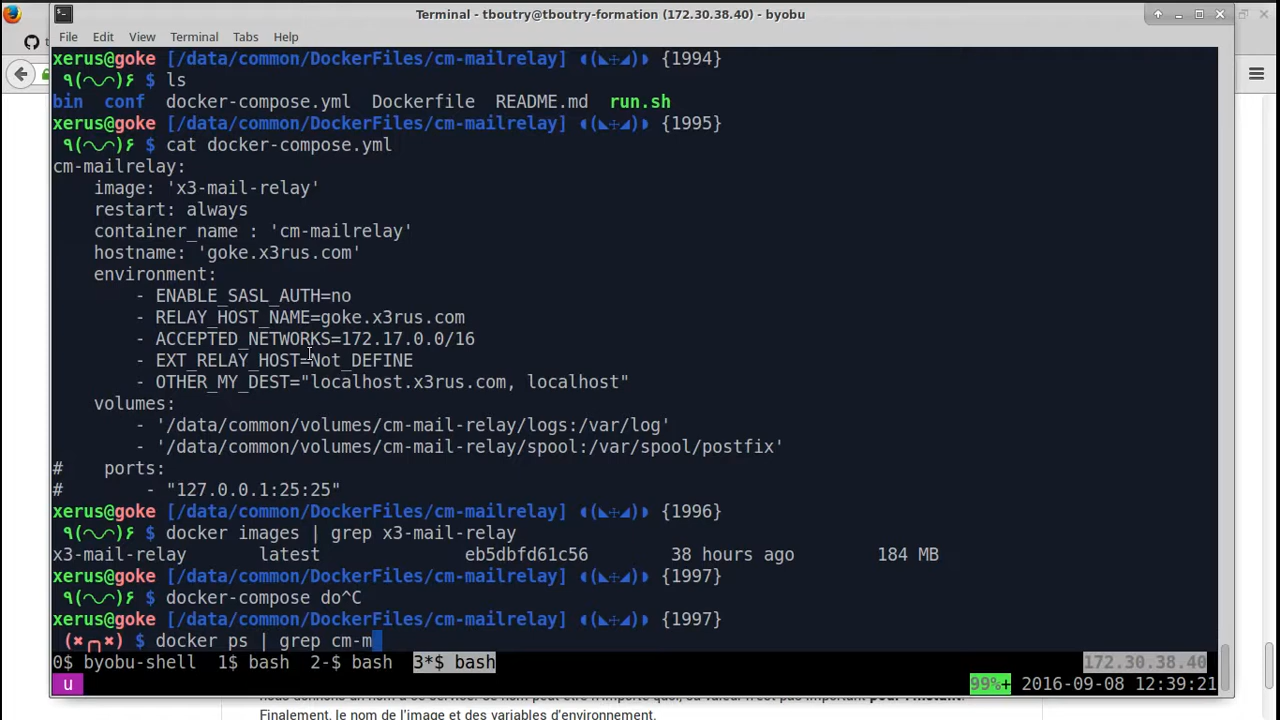 Terminal - tboutry@tboutry-formation (172.30.38.40) - byobu
File Edit View Terminal Tabs Help
xerus@goke [/data/common/DockerFiles/cm-mailrelay] {1994}
$ ls
bin conf docker-compose.yml Dockerfile README.md run.sh
xerus@goke [/data/common/DockerFiles/cm-mailrelay] {1995}
$ cat docker-compose.yml
cm-mailrelay:
image: 'x3-mail-relay'
restart: always
container_name : 'cm-mailrelay'
hostname: 'goke.x3rus.com'
environment:
- ENABLE_SASL_AUTH=no
- RELAY_HOST_NAME=goke.x3rus.com
- ACCEPTED_NETWORKS=172.17.0.0/16
- EXT_RELAY_HOST=Not_DEFINE
- OTHER_MY_DEST="localhost.x3rus.com, localhost"
volumes:
- '/data/common/volumes/cm-mail-relay/logs:/var/log'
- '/data/common/volumes/cm-mail-relay/spool:/var/spool/postfix'
# ports:
# - "127.0.0.1:25:25"
xerus@goke [/data/common/DockerFiles/cm-mailrelay] {1996}
$ docker images | grep x3-mail-relay
x3-mail-relay latest eb5dbfd61c56 38 hours ago 184 MB
xerus@goke [/data/common/DockerFiles/cm-mailrelay] {1997}
$ docker-compose do^C
xerus@goke [/data/common/DockerFiles/cm-mailrelay] {1997}
$ docker ps | grep cm-m
0$ byobu-shell 1$ bash 2-$ bash 3*$ bash 172.30.38.40
u 99%+ 2016-09-08 12:39:21
Finalement, le nom de l'image et des variables d'environnement.